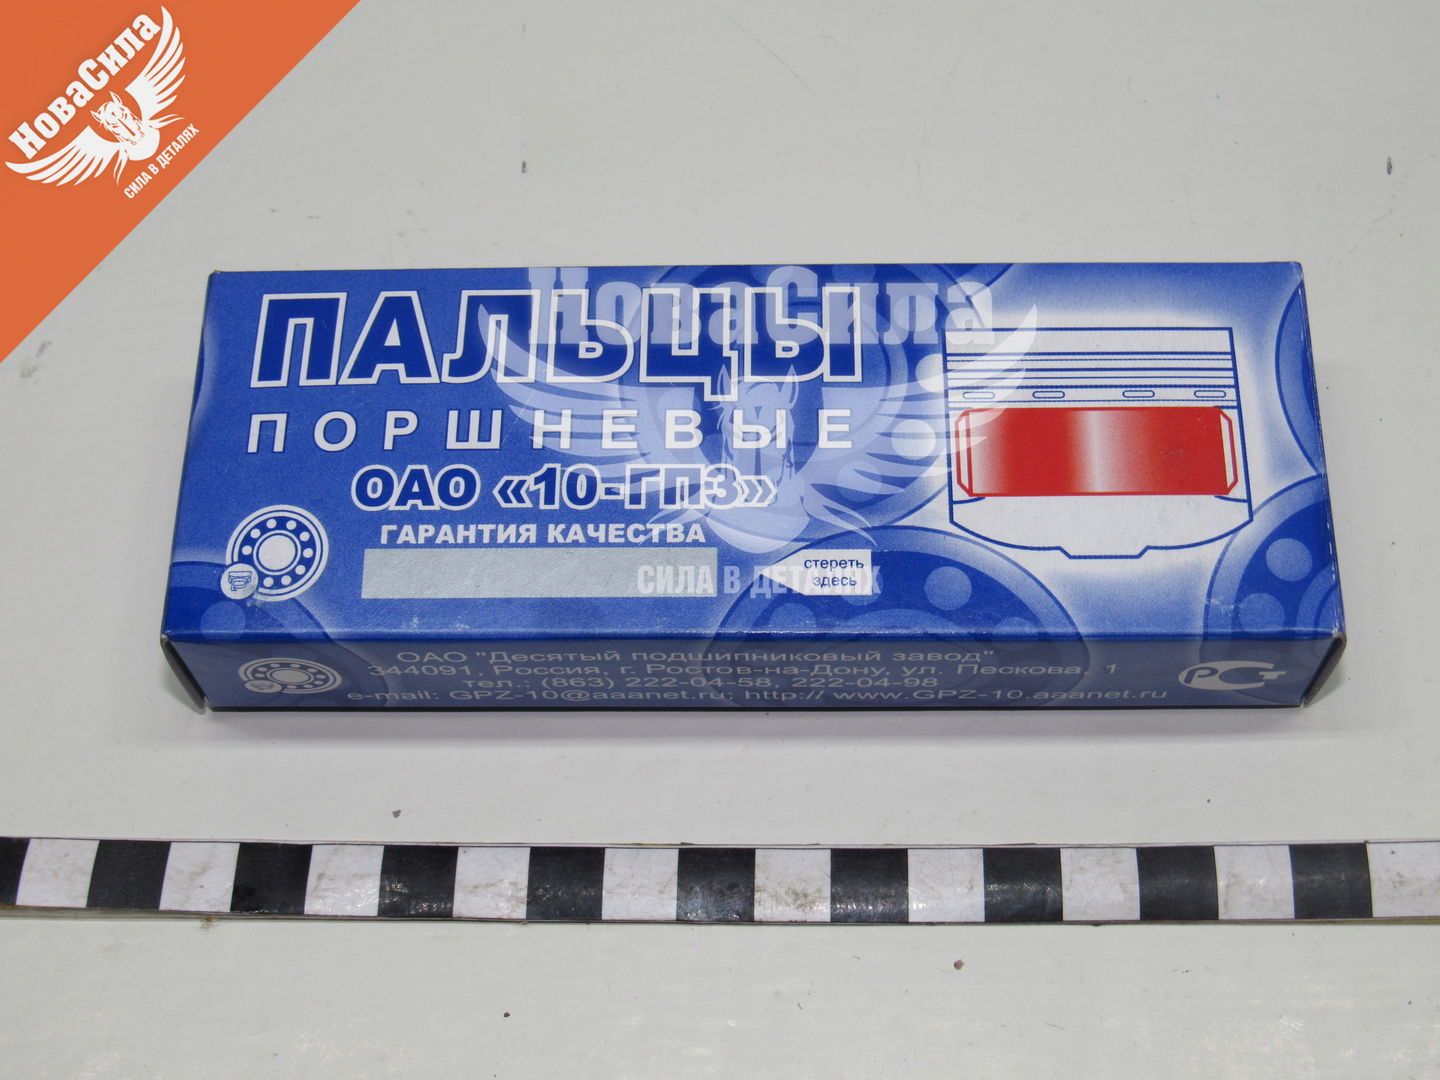 НоваСила
СИЛА В ДЕТАЛЯХ
НоваСила
ПАЛЬЦЫ
ПОРШНЕВЫЕ
ОАО «10-ГПЗ»
ГАРАНТИЯ КАЧЕСТВА
СИЛА В ДЕТАЛЯХ
стереть
здесь
ОАО "Десятый подшипниковый завод"
344091, Россия, г. Ростов-на-Дону, ул. Пескова, 1
тел.: (863) 222-04-58, 222-04-98
e-mail: GPZ-10@aaanet.ru; http:// www.GPZ-10.aaanet.ru
РСТ